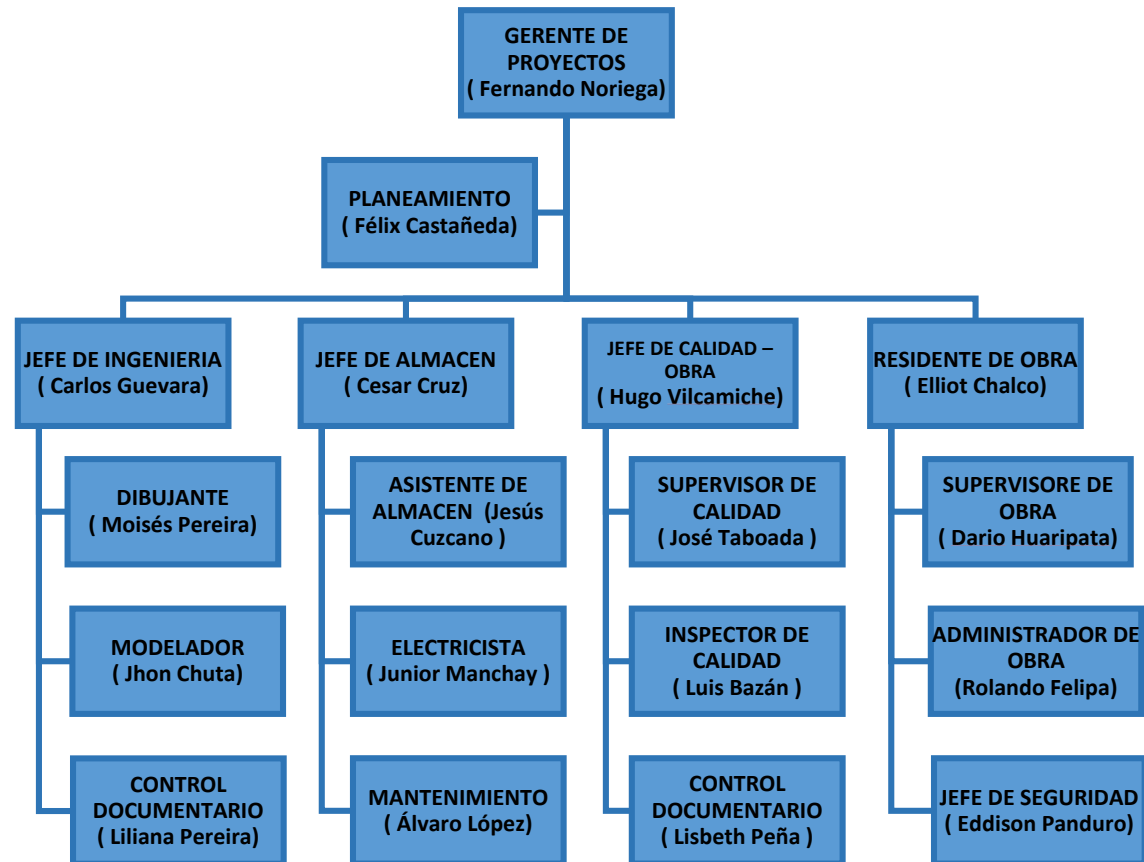 GERENTE DE
PROYECTOS
( Fernando Noriega)
PLANEAMIENTO
( Félix Castañeda)
JEFE DE INGENIERIA
( Carlos Guevara)
JEFE DE ALMACEN
( Cesar Cruz)
JEFE DE CALIDAD –
OBRA
( Hugo Vilcamiche)
RESIDENTE DE OBRA
( Elliot Chalco)
DIBUJANTE
( Moisés Pereira)
ASISTENTE DE
ALMACEN (Jesús
Cuzcano )
SUPERVISOR DE
CALIDAD
( José Taboada )
SUPERVISORE DE
OBRA
( Dario Huaripata)
MODELADOR
( Jhon Chuta)
ELECTRICISTA
( Junior Manchay )
INSPECTOR DE
CALIDAD
( Luis Bazán )
ADMINISTRADOR DE
OBRA
(Rolando Felipa)
CONTROL
DOCUMENTARIO
( Liliana Pereira)
MANTENIMIENTO
( Álvaro López)
CONTROL
DOCUMENTARIO
( Lisbeth Peña )
JEFE DE SEGURIDAD
( Eddison Panduro)